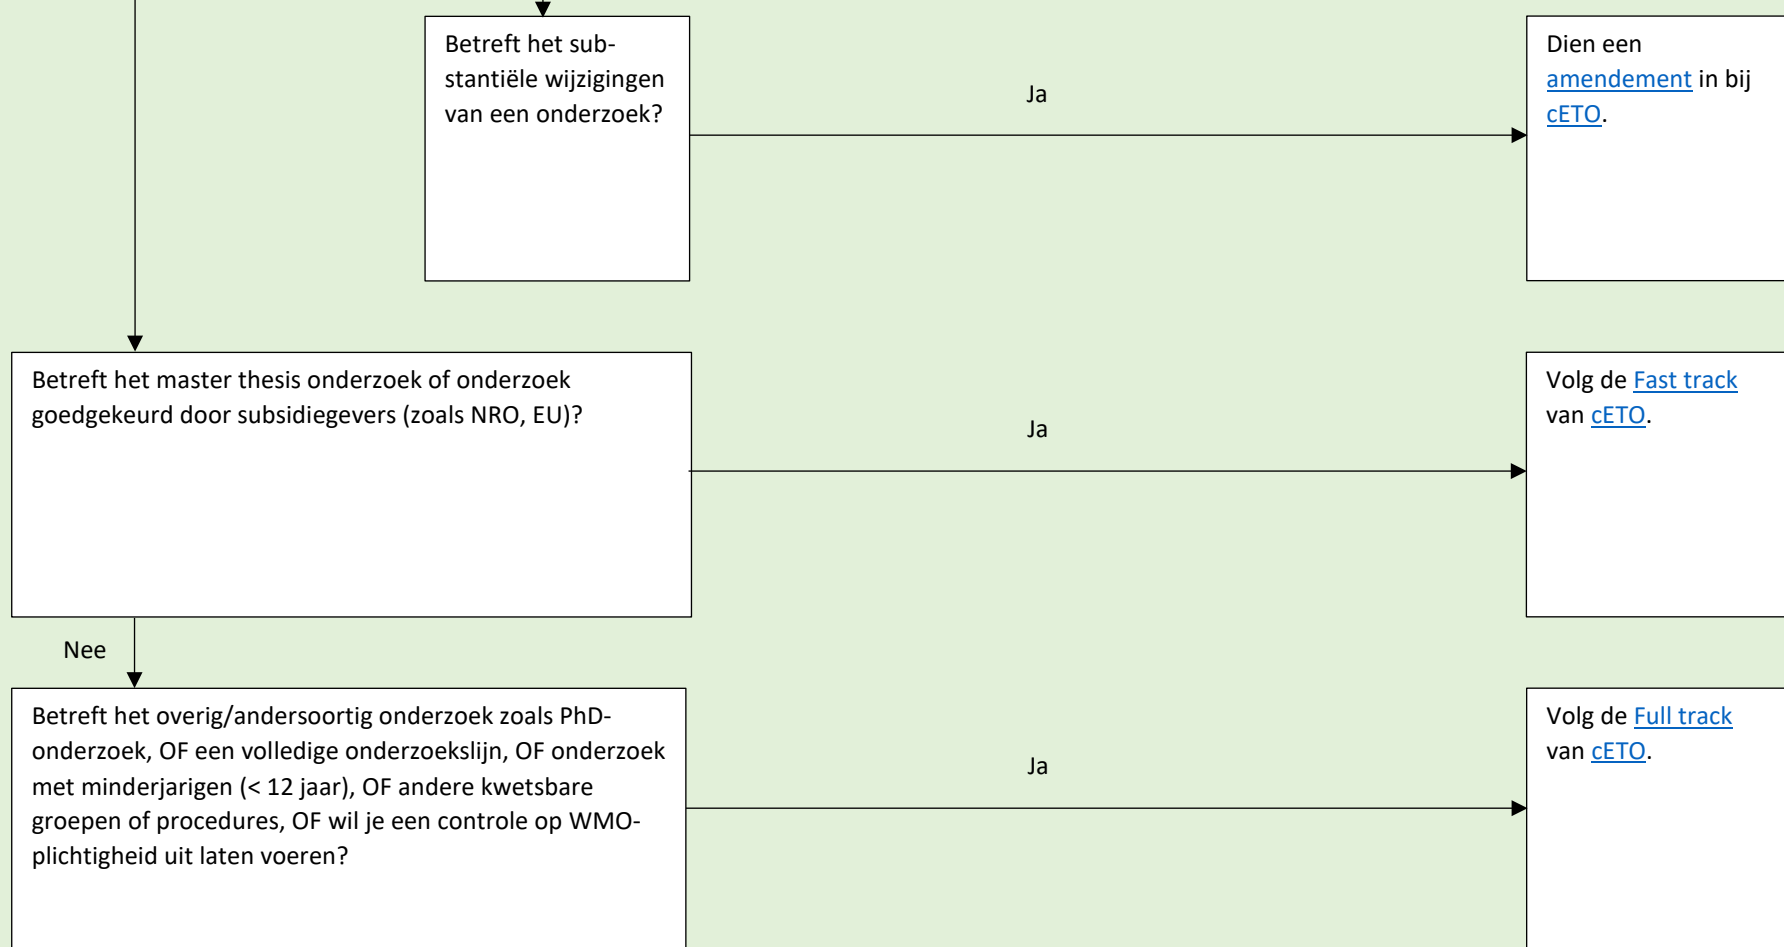 Betreft het sub-
stantiële wijzigingen
van een onderzoek?
Ja
Dien een
amendement in bij
cETO.
Betreft het master thesis onderzoek of onderzoek
goedgekeurd door subsidiegevers (zoals NRO, EU)?
Ja
Volg de Fast track
van cETO.
Nee
Betreft het overig/andersoortig onderzoek zoals PhD-
onderzoek, OF een volledige onderzoekslijn, OF onderzoek
met minderjarigen (< 12 jaar), OF andere kwetsbare
groepen of procedures, OF wil je een controle op WMO-
plichtigheid uit laten voeren?
Ja
Volg de Full track
van cETO.